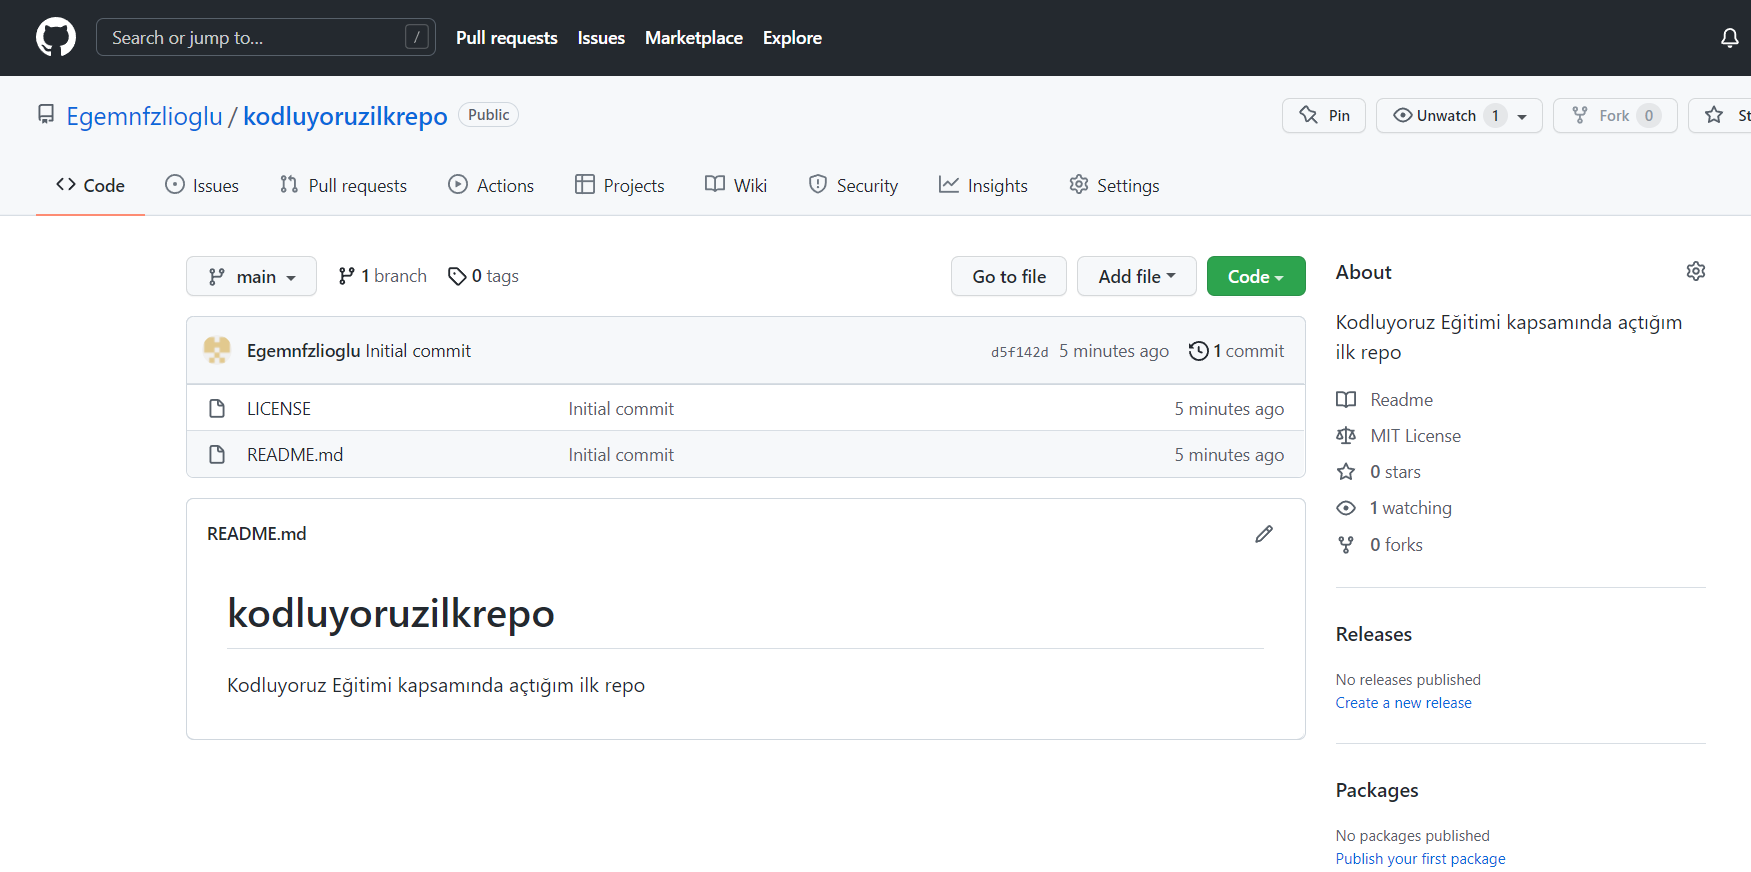 Search or jump to... /
Pull requests Issues Marketplace Explore
Egemnfzlioglu / kodluyoruzilkrepo Public
Pin Unwatch 1 Fork 0
Code Issues Pull requests Actions Projects Wiki Security Insights Settings
main 1 branch 0 tags Go to file Add file Code
Egemnfzlioglu Initial commit d5f142d 5 minutes ago 1 commit
LICENSE Initial commit 5 minutes ago
README.md Initial commit 5 minutes ago
README.md
kodluyoruzilkrepo
Kodluyoruz Eğitimi kapsamında açtığım ilk repo
About
Kodluyoruz Eğitimi kapsamında açtığım
ilk repo
Readme
MIT License
0 stars
1 watching
0 forks
Releases
No releases published
Create a new release
Packages
No packages published
Publish your first package